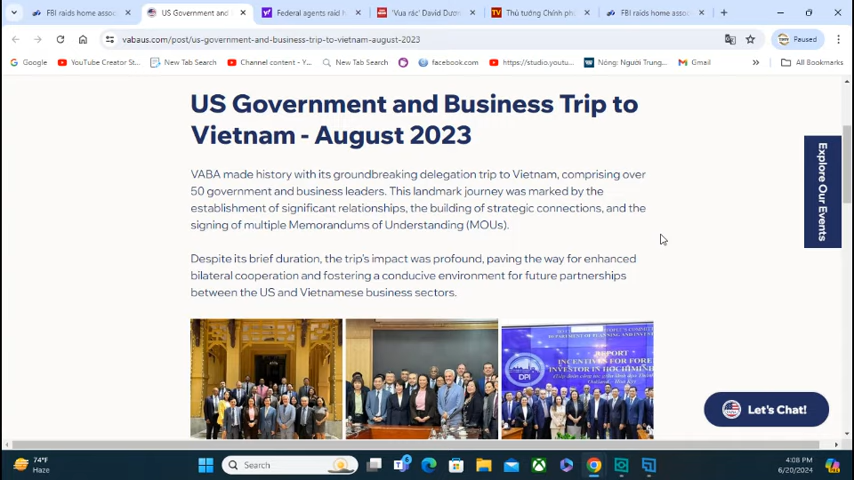 FBI raids home assoc
US Government and
Federal agents raid h
'Vua rác' David Dươn
Thủ tướng Chính ph
FBI raids home assoc
vabaus.com/post/us-government-and-business-trip-to-vietnam-august-2023
Paused
Google
YouTube Creator St...
New Tab Search
Channel content - Y...
New Tab Search
facebook.com
https://studio.youtu...
Nóng: Người Trung...
Gmail
All Bookmarks
US Government and Business Trip to
Vietnam - August 2023
VABA made history with its groundbreaking delegation trip to Vietnam, comprising over
50 government and business leaders. This landmark journey was marked by the
establishment of significant relationships, the building of strategic connections, and the
signing of multiple Memorandums of Understanding (MOUs).
Despite its brief duration, the trip's impact was profound, paving the way for enhanced
bilateral cooperation and fostering a conducive environment for future partnerships
between the US and Vietnamese business sectors.
Explore Our Events
DEPARTMENT OF PLANNING AND
REPORT
INCENTIVES FOR FORE
INVESTOR IN HOCHIMINH
DPI
Let's Chat!
74°F
Haze
Search
4:08 PM
6/20/2024